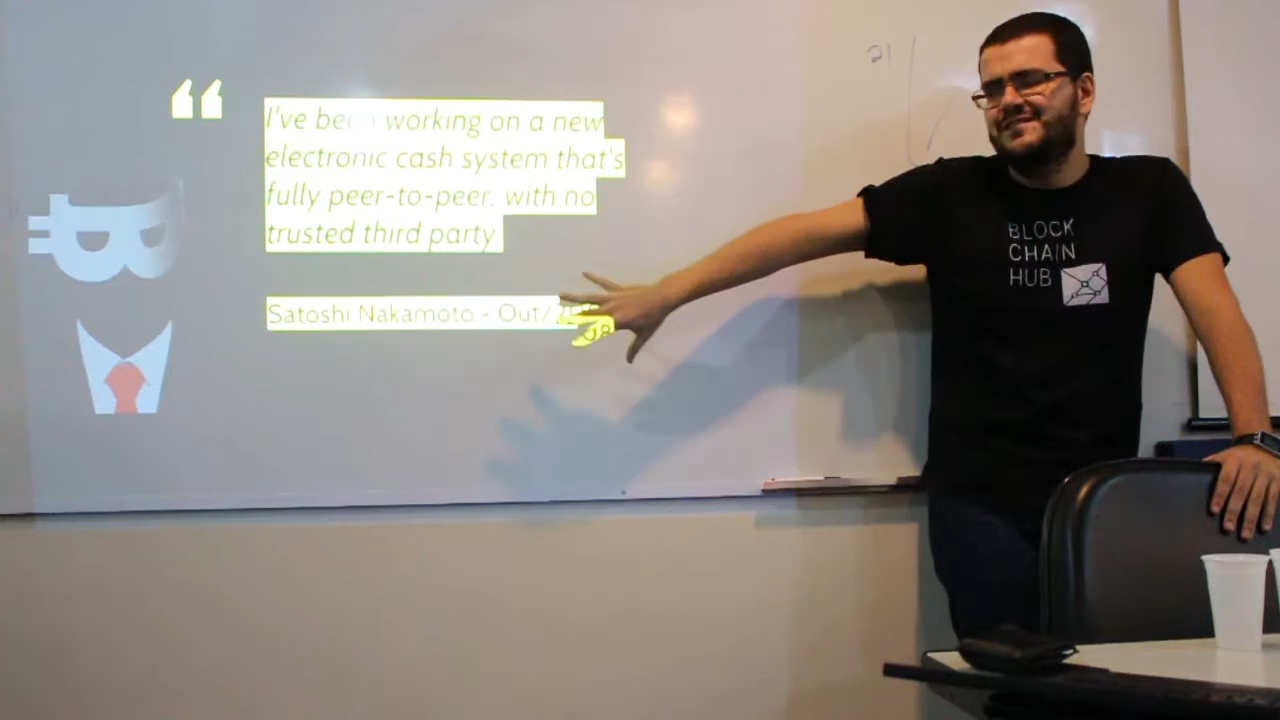 “
I've been working on a new
electronic cash system that's
fully peer-to-peer, with no
trusted third party.
Satoshi Nakamoto - Out/2008
21
BLOCK
CHAIN
HUB